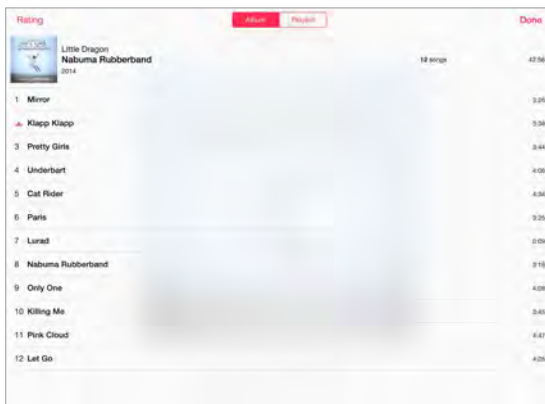 Rating Album Playlist Done
Little Dragon
Nabuma Rubberband 12 songs 42:56
2014
1 Mirror 3:25
Klapp Klapp 3:38
3 Pretty Girls 3:44
4 Underbart 4:08
5 Cat Rider 4:34
6 Paris 3:25
7 Lurad 0:09
8 Nabuma Rubberband 3:15
9 Only One 4:08
10 Killing Me 3:45
11 Pink Cloud 4:47
12 Let Go 4:05